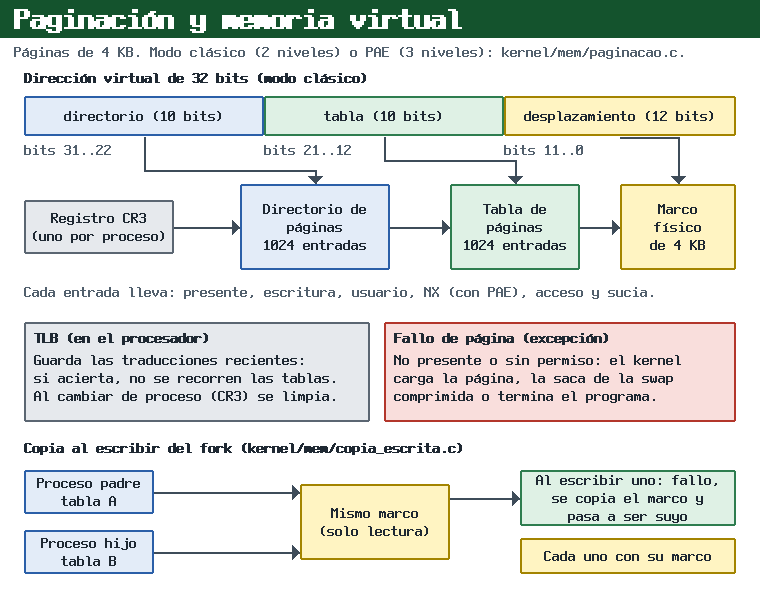 Paginación y memoria virtual
Páginas de 4 KB. Modo clásico (2 niveles) o PAE (3 niveles): kernel/mem/paginacao.c.
Dirección virtual de 32 bits (modo clásico)
directorio (10 bits)
tabla (10 bits)
desplazamiento (12 bits)
bits 31..22
bits 21..12
bits 11..0
Registro CR3
(uno por proceso)
Directorio de
páginas
1024 entradas
Tabla de
páginas
1024 entradas
Marco
físico
de 4 KB
Cada entrada lleva: presente, escritura, usuario, NX (con PAE), acceso y sucia.
TLB (en el procesador)
Guarda las traducciones recientes:
si acierta, no se recorren las tablas.
Al cambiar de proceso (CR3) se limpia.
Fallo de página (excepción)
No presente o sin permiso: el kernel
carga la página, la saca de la swap
comprimida o termina el programa.
Copia al escribir del fork (kernel/mem/copia_escrita.c)
Proceso padre
tabla A
Proceso hijo
tabla B
Mismo marco
(solo lectura)
Al escribir uno: fallo,
se copia el marco y
pasa a ser suyo
Cada uno con su marco